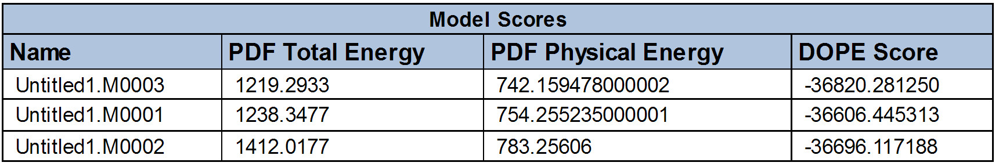 Model Scores
Name PDF Total Energy PDF Physical Energy DOPE Score
Untitled1.M0003 1219.2933 742.159478000002 -36820.281250
Untitled1.M0001 1238.3477 754.255235000001 -36606.445313
Untitled1.M0002 1412.0177 783.25606 -36696.117188